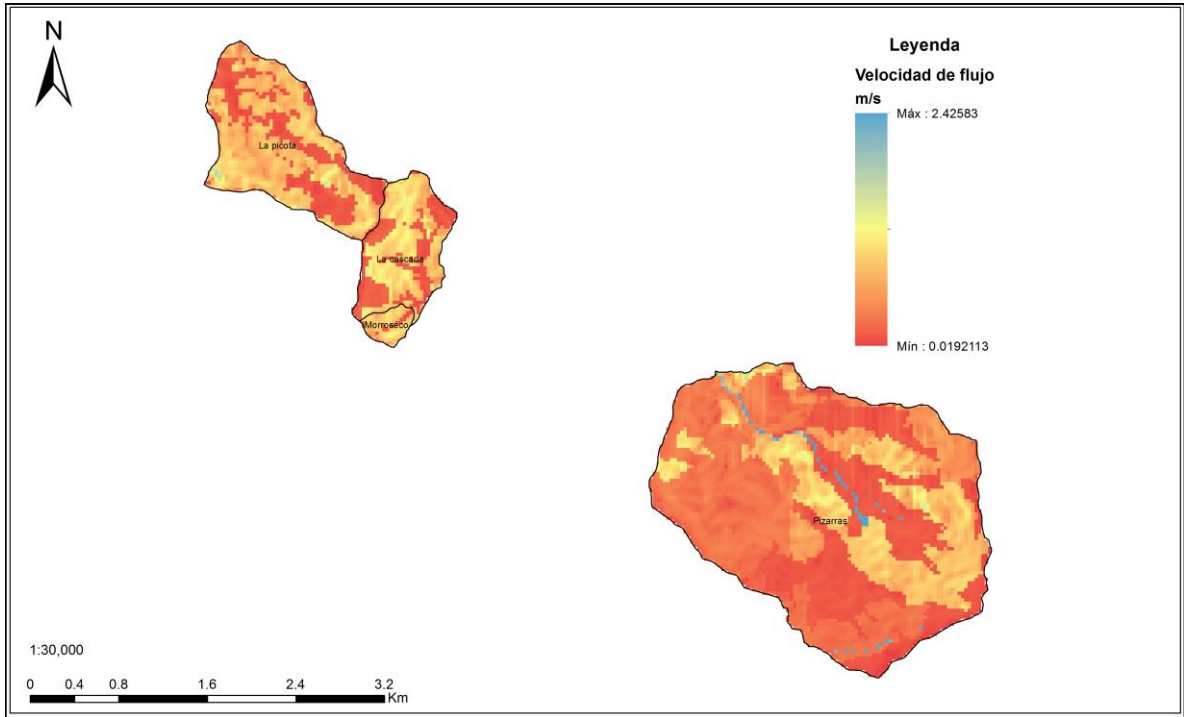 N
Leyenda
Velocidad de flujo
m/s
Máx : 2.42583
Mín : 0.0192113
La picota
La cascada
Morroseco
Pizarras
1:30,000
0 0.4 0.8 1.6 2.4 3.2
Km